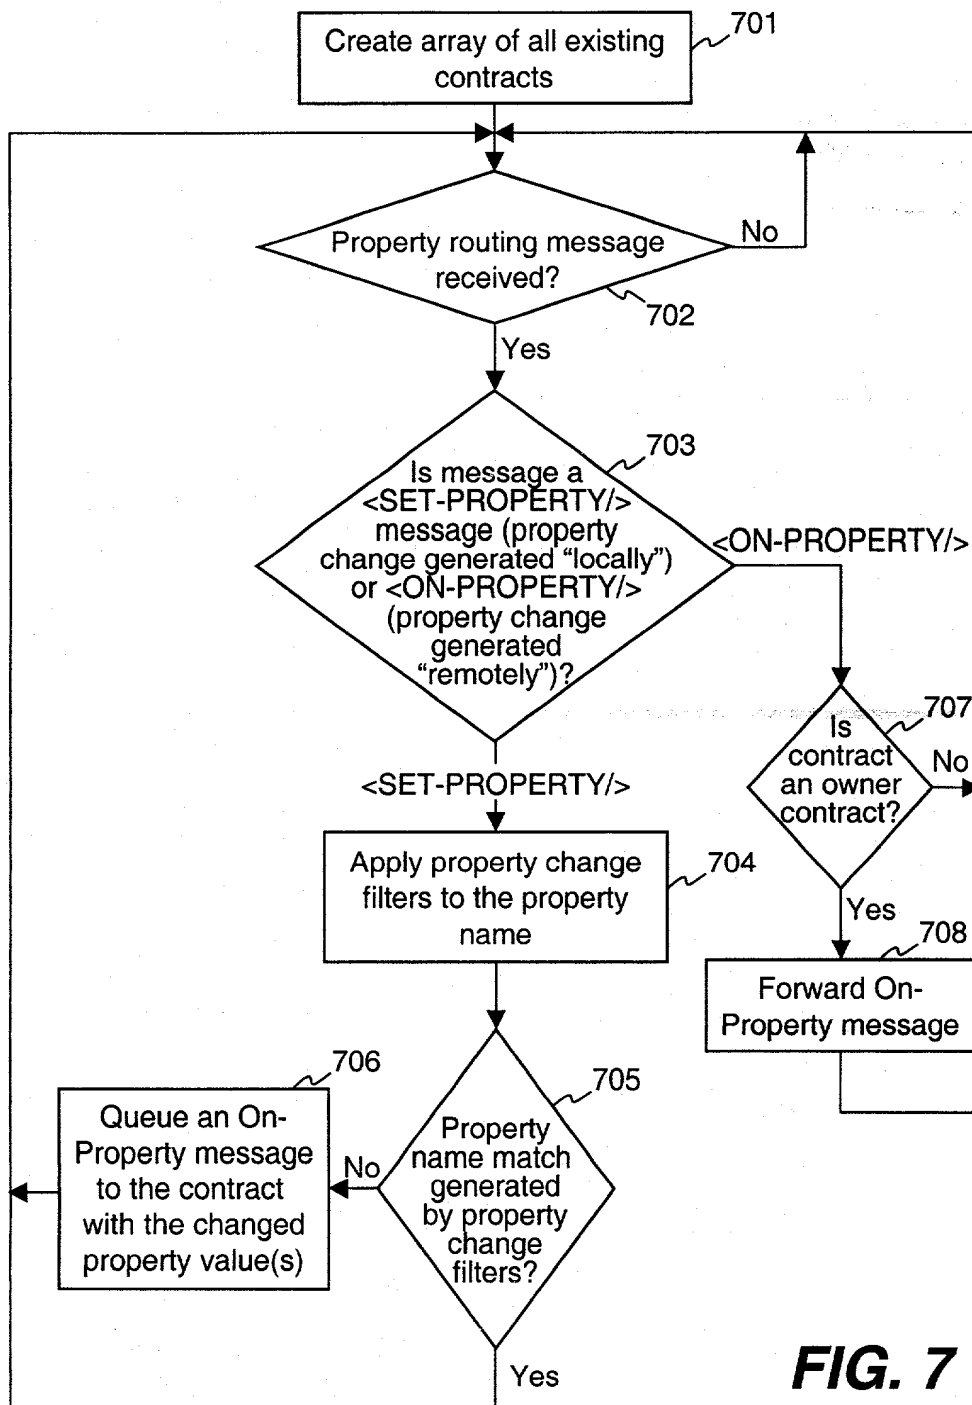 Create array of all existing
contracts
701
Property routing message
received?
No
702
Yes
703
Is message a
<SET-PROPERTY/>
message (property
change generated “locally”)
or <ON-PROPERTY/>
(property change
generated
“remotely”)?
<ON-PROPERTY/>
<SET-PROPERTY/>
707
Is
contract
an owner
contract?
No
Apply property change
filters to the property
name
704
Yes
708
Forward On-
Property message
706
Queue an On-
Property message
to the contract
with the changed
property value(s)
No
705
Property
name match
generated
by property
change
filters?
Yes
FIG. 7